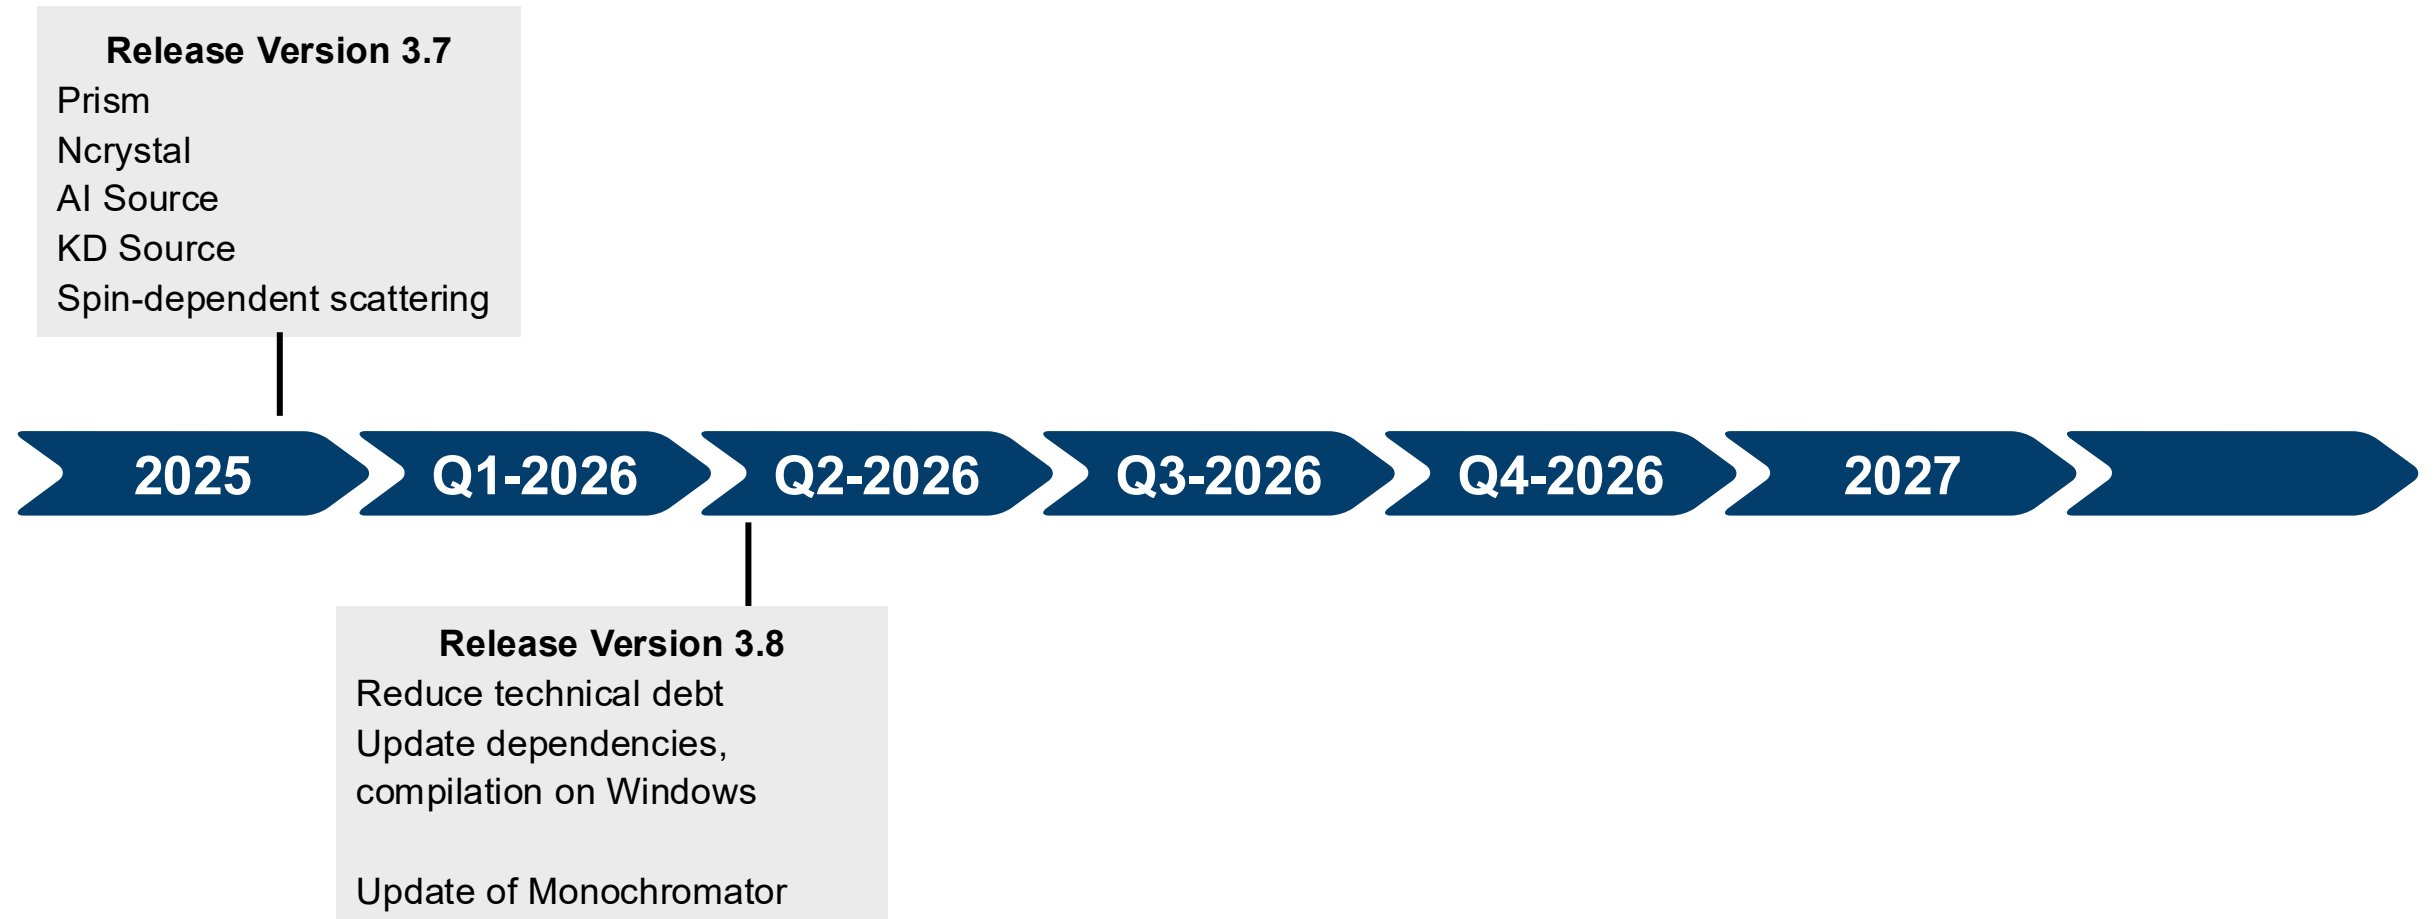 Release Version 3.7
Prism
Ncrystal
AI Source
KD Source
Spin-dependent scattering
2025
Q1-2026
Q2-2026
Q3-2026
Q4-2026
2027
Release Version 3.8
Reduce technical debt
Update dependencies,
compilation on Windows
Update of Monochromator